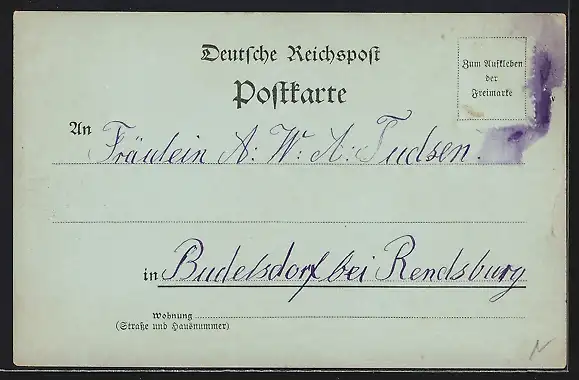 Deutsche Reichspost
Postkarte
Zum Aufkleben
der
Freimarke
An Fräulein A: W. A: Tudsen.
in Budelsdorf bei Rendsburg
Wohnung
(Straße und Hausnummer)
N